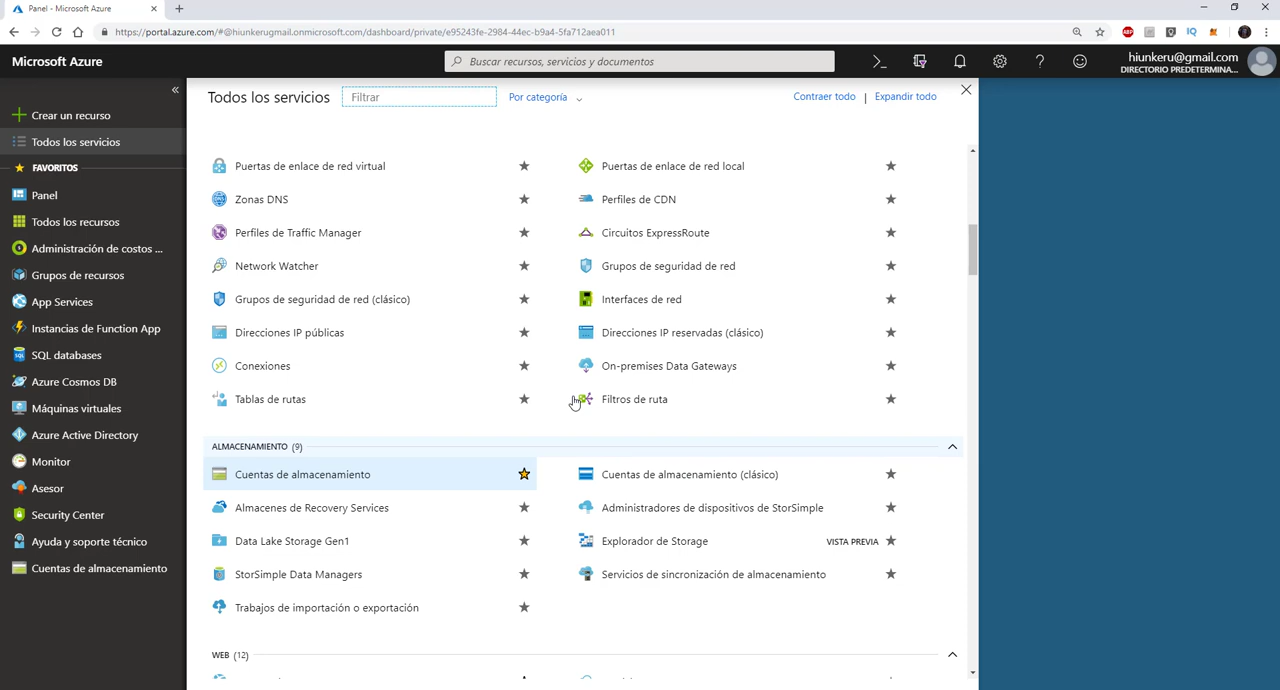 Panel - Microsoft Azure
https://portal.azure.com/#@hiunkerugmail.onmicrosoft.com/dashboard/private/e95243fe-2984-44ec-b9a4-5fa712aea011
ABP
IQ
Microsoft Azure
Buscar recursos, servicios y documentos
hiunkeru@gmail.com
DIRECTORIO PREDETERMINA...
Crear un recurso
Todos los servicios
FAVORITOS
Panel
Todos los recursos
Administración de costos ...
Grupos de recursos
App Services
Instancias de Function App
SQL databases
Azure Cosmos DB
Máquinas virtuales
Azure Active Directory
Monitor
Asesor
Security Center
Ayuda y soporte técnico
Cuentas de almacenamiento
Todos los servicios
Filtrar
Por categoría
Contraer todo | Expandir todo
Puertas de enlace de red virtual
Puertas de enlace de red local
Zonas DNS
Perfiles de CDN
Perfiles de Traffic Manager
Circuitos ExpressRoute
Network Watcher
Grupos de seguridad de red
Grupos de seguridad de red (clásico)
Interfaces de red
Direcciones IP públicas
Direcciones IP reservadas (clásico)
Conexiones
On-premises Data Gateways
Tablas de rutas
Filtros de ruta
ALMACENAMIENTO (9)
Cuentas de almacenamiento
Cuentas de almacenamiento (clásico)
Almacenes de Recovery Services
Administradores de dispositivos de StorSimple
Data Lake Storage Gen1
Explorador de Storage VISTA PREVIA
StorSimple Data Managers
Servicios de sincronización de almacenamiento
Trabajos de importación o exportación
WEB (12)